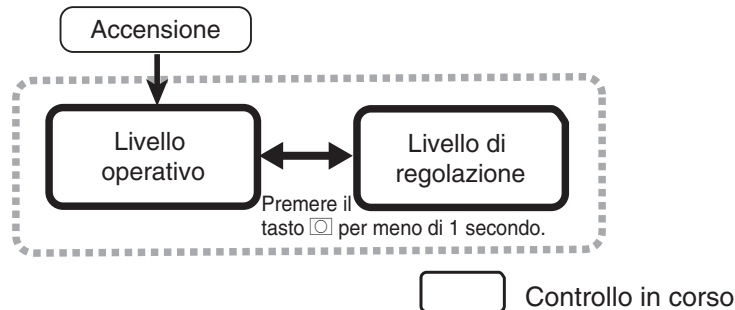 Accensione
Livello
operativo
Livello di
regolazione
Premere il
tasto per meno di 1 secondo.
Controllo in corso